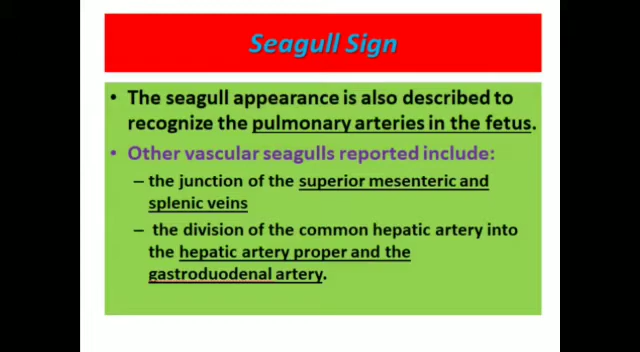 Seagull Sign
• The seagull appearance is also described to
recognize the pulmonary arteries in the fetus.
• Other vascular seagulls reported include:
– the junction of the superior mesenteric and
splenic veins
– the division of the common hepatic artery into
the hepatic artery proper and the
gastroduodenal artery.